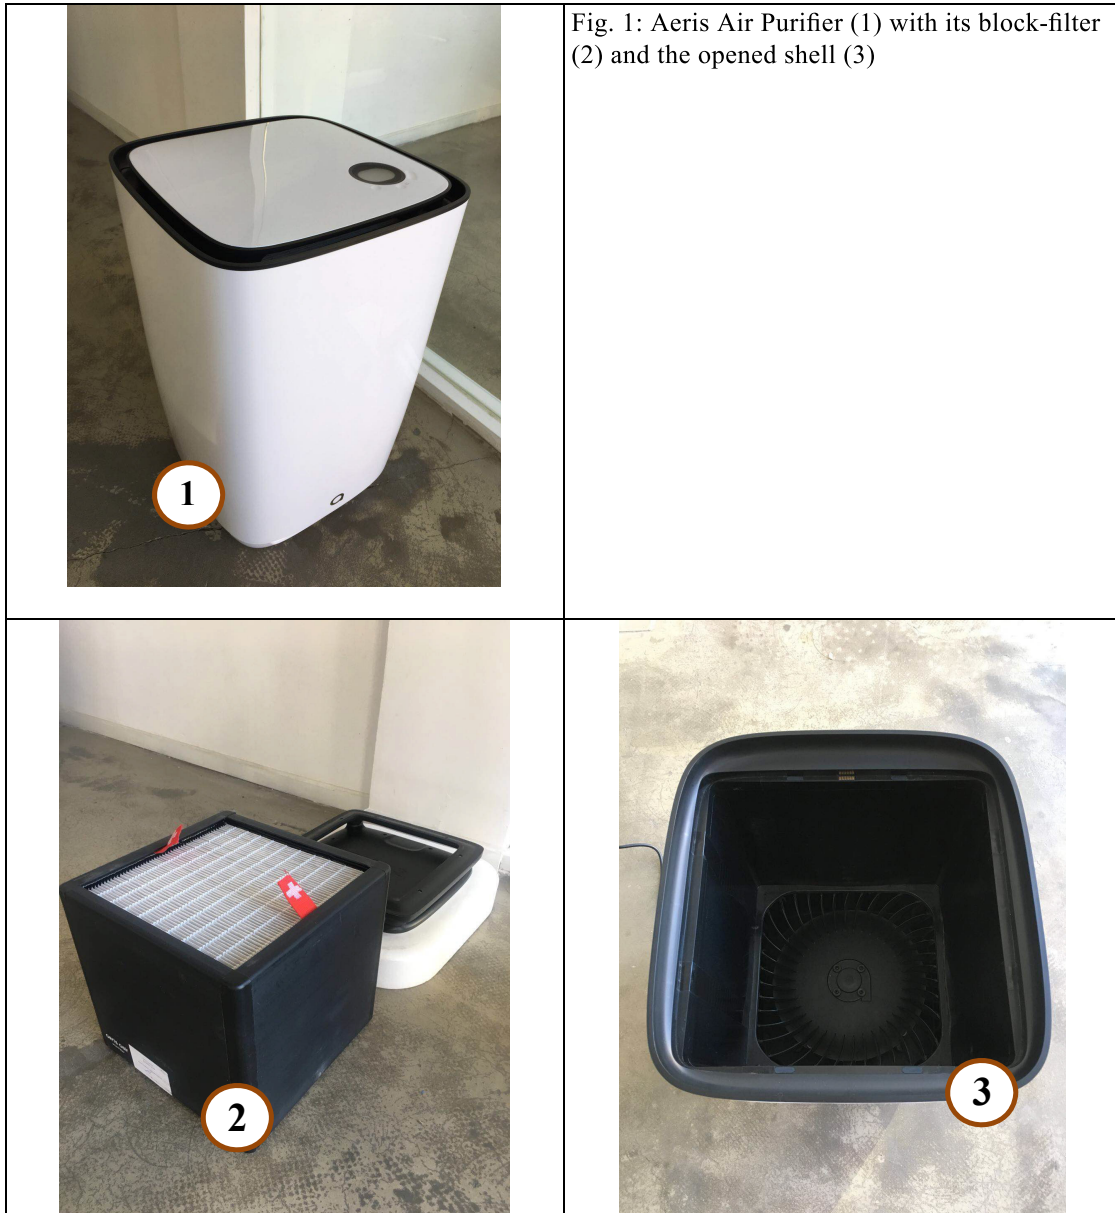 Fig. 1: Aeris Air Purifier (1) with its block-filter
(2) and the opened shell (3)
1
2
3